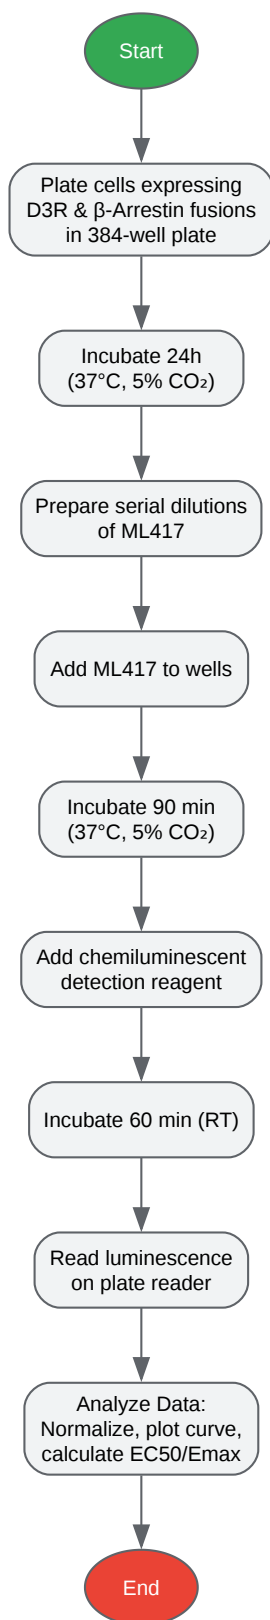 Start
Plate cells expressing
D3R & β-Arrestin fusions
in 384-well plate
Incubate 24h
(37°C, 5% CO₂)
Prepare serial dilutions
of ML417
Add ML417 to wells
Incubate 90 min
(37°C, 5% CO₂)
Add chemiluminescent
detection reagent
Incubate 60 min (RT)
Read luminescence
on plate reader
Analyze Data:
Normalize, plot curve,
calculate EC50/Emax
End